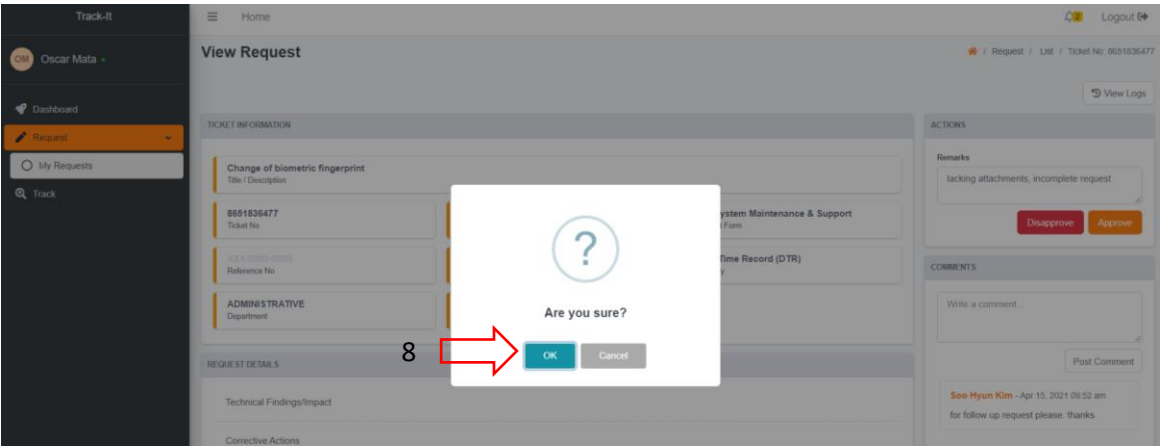 Track-It
Home
2
Logout
OM
Oscar Mata
View Request
/ Request / List / Ticket No: 8651836477
View Logs
Dashboard
Request
My Requests
Track
TICKET INFORMATION
Change of biometric fingerprint
Title / Description
8651836477
Ticket No
ystem Maintenance & Support
t Form
XXX-0000-0000
Reference No
Time Record (DTR)
y
ADMINISTRATIVE
Department
REQUEST DETAILS
Technical Findings/Impact
Corrective Actions
?
Are you sure?
8
OK
Cancel
ACTIONS
Remarks
lacking attachments, incomplete request
Disapprove
Approve
COMMENTS
Write a comment...
Post Comment
Soo Hyun Kim - Apr 15, 2021 09:52 am
for follow up request please. thanks